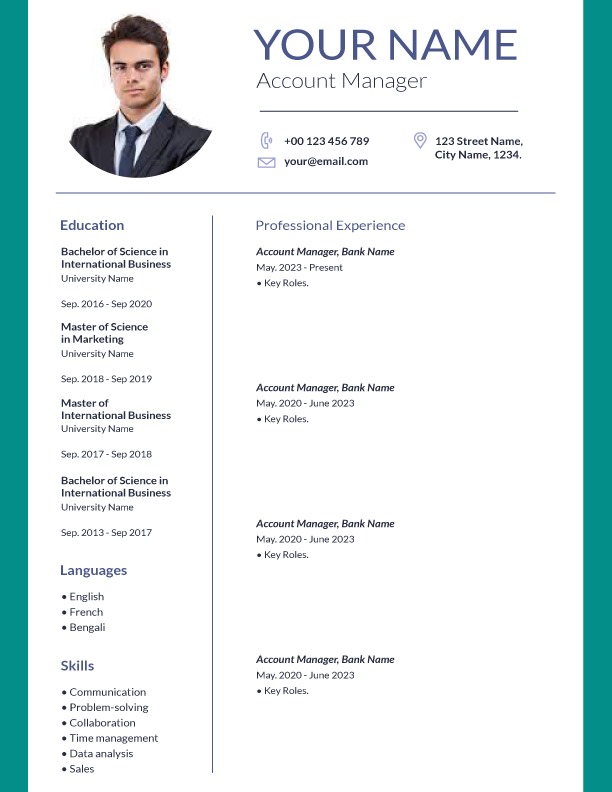 YOUR NAME
Account Manager
+00 123 456 789
your@email.com
123 Street Name,
City Name, 1234.
Education
Bachelor of Science in
International Business
University Name
Sep. 2016 - Sep 2020
Master of Science
in Marketing
University Name
Sep. 2018 - Sep 2019
Master of
International Business
University Name
Sep. 2017 - Sep 2018
Bachelor of Science in
International Business
University Name
Sep. 2013 - Sep 2017
Languages
• English
• French
• Bengali
Skills
• Communication
• Problem-solving
• Collaboration
• Time management
• Data analysis
• Sales
Professional Experience
Account Manager, Bank Name
May. 2023 - Present
• Key Roles.
Account Manager, Bank Name
May. 2020 - June 2023
• Key Roles.
Account Manager, Bank Name
May. 2020 - June 2023
• Key Roles.
Account Manager, Bank Name
May. 2020 - June 2023
• Key Roles.